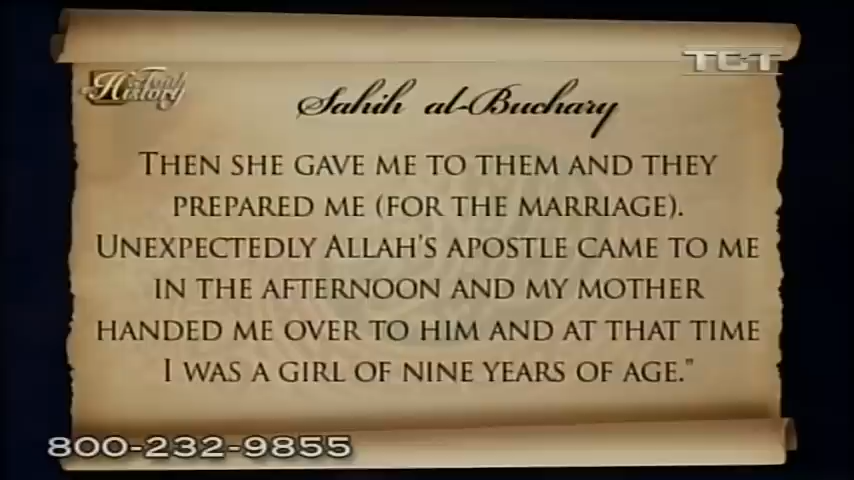 TCT
History
Sahih al-Buchary
THEN SHE GAVE ME TO THEM AND THEY
PREPARED ME (FOR THE MARRIAGE).
UNEXPECTEDLY ALLAH'S APOSTLE CAME TO ME
IN THE AFTERNOON AND MY MOTHER
HANDED ME OVER TO HIM AND AT THAT TIME
I WAS A GIRL OF NINE YEARS OF AGE."
800-232-9855